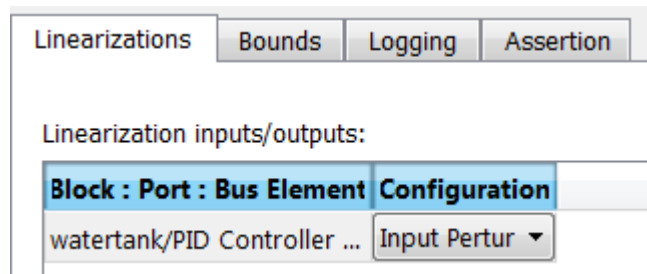 Linearizations Bounds Logging Assertion
Linearization inputs/outputs:
Block : Port : Bus Element Configuration
watertank/PID Controller ... Input Pertur